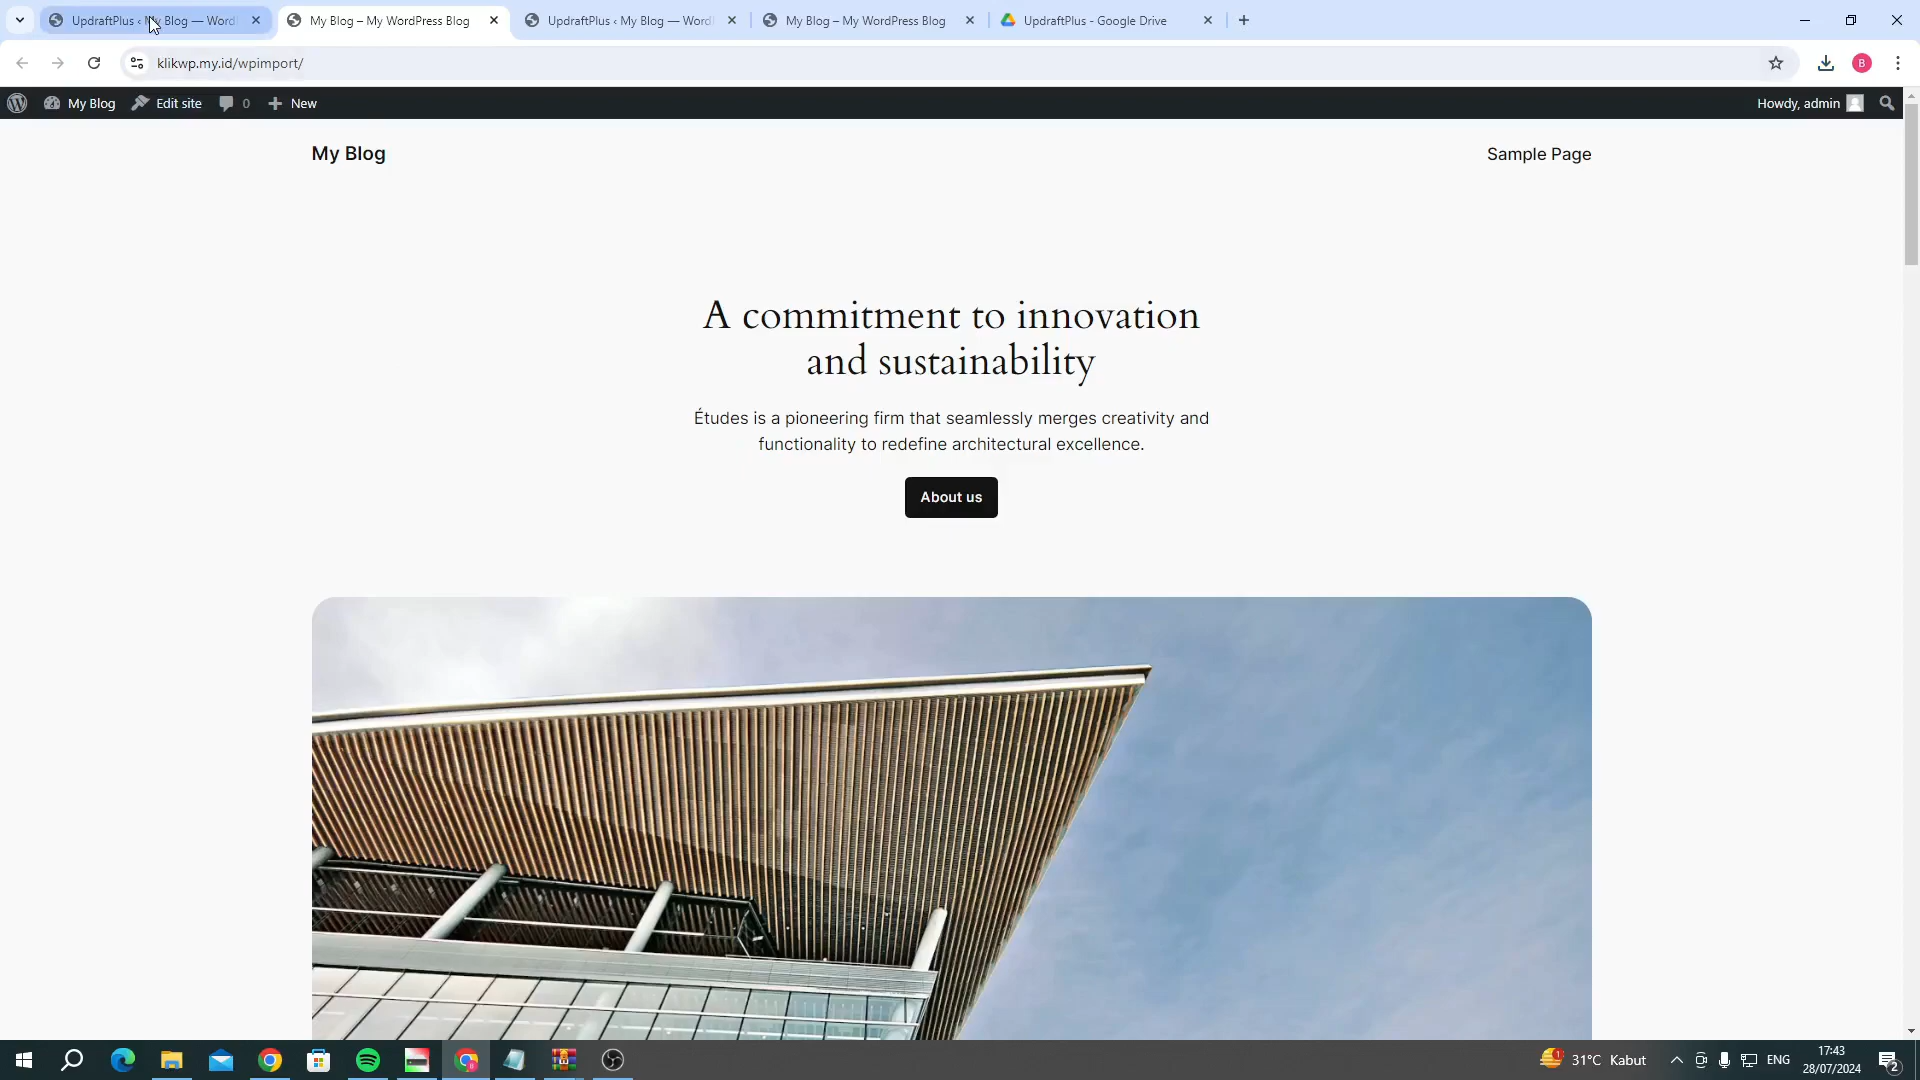 UpdraftPlus ‹ My Blog — Word
My Blog – My WordPress Blog
UpdraftPlus ‹ My Blog — Word
My Blog – My WordPress Blog
UpdraftPlus - Google Drive
klikwp.my.id/wpimport/
B
My Blog
Edit site
0
New
Howdy, admin
My Blog
Sample Page
A commitment to innovation
and sustainability
Études is a pioneering firm that seamlessly merges creativity and
functionality to redefine architectural excellence.
About us
1
31°C Kabut
ENG
17:43
28/07/2024
2